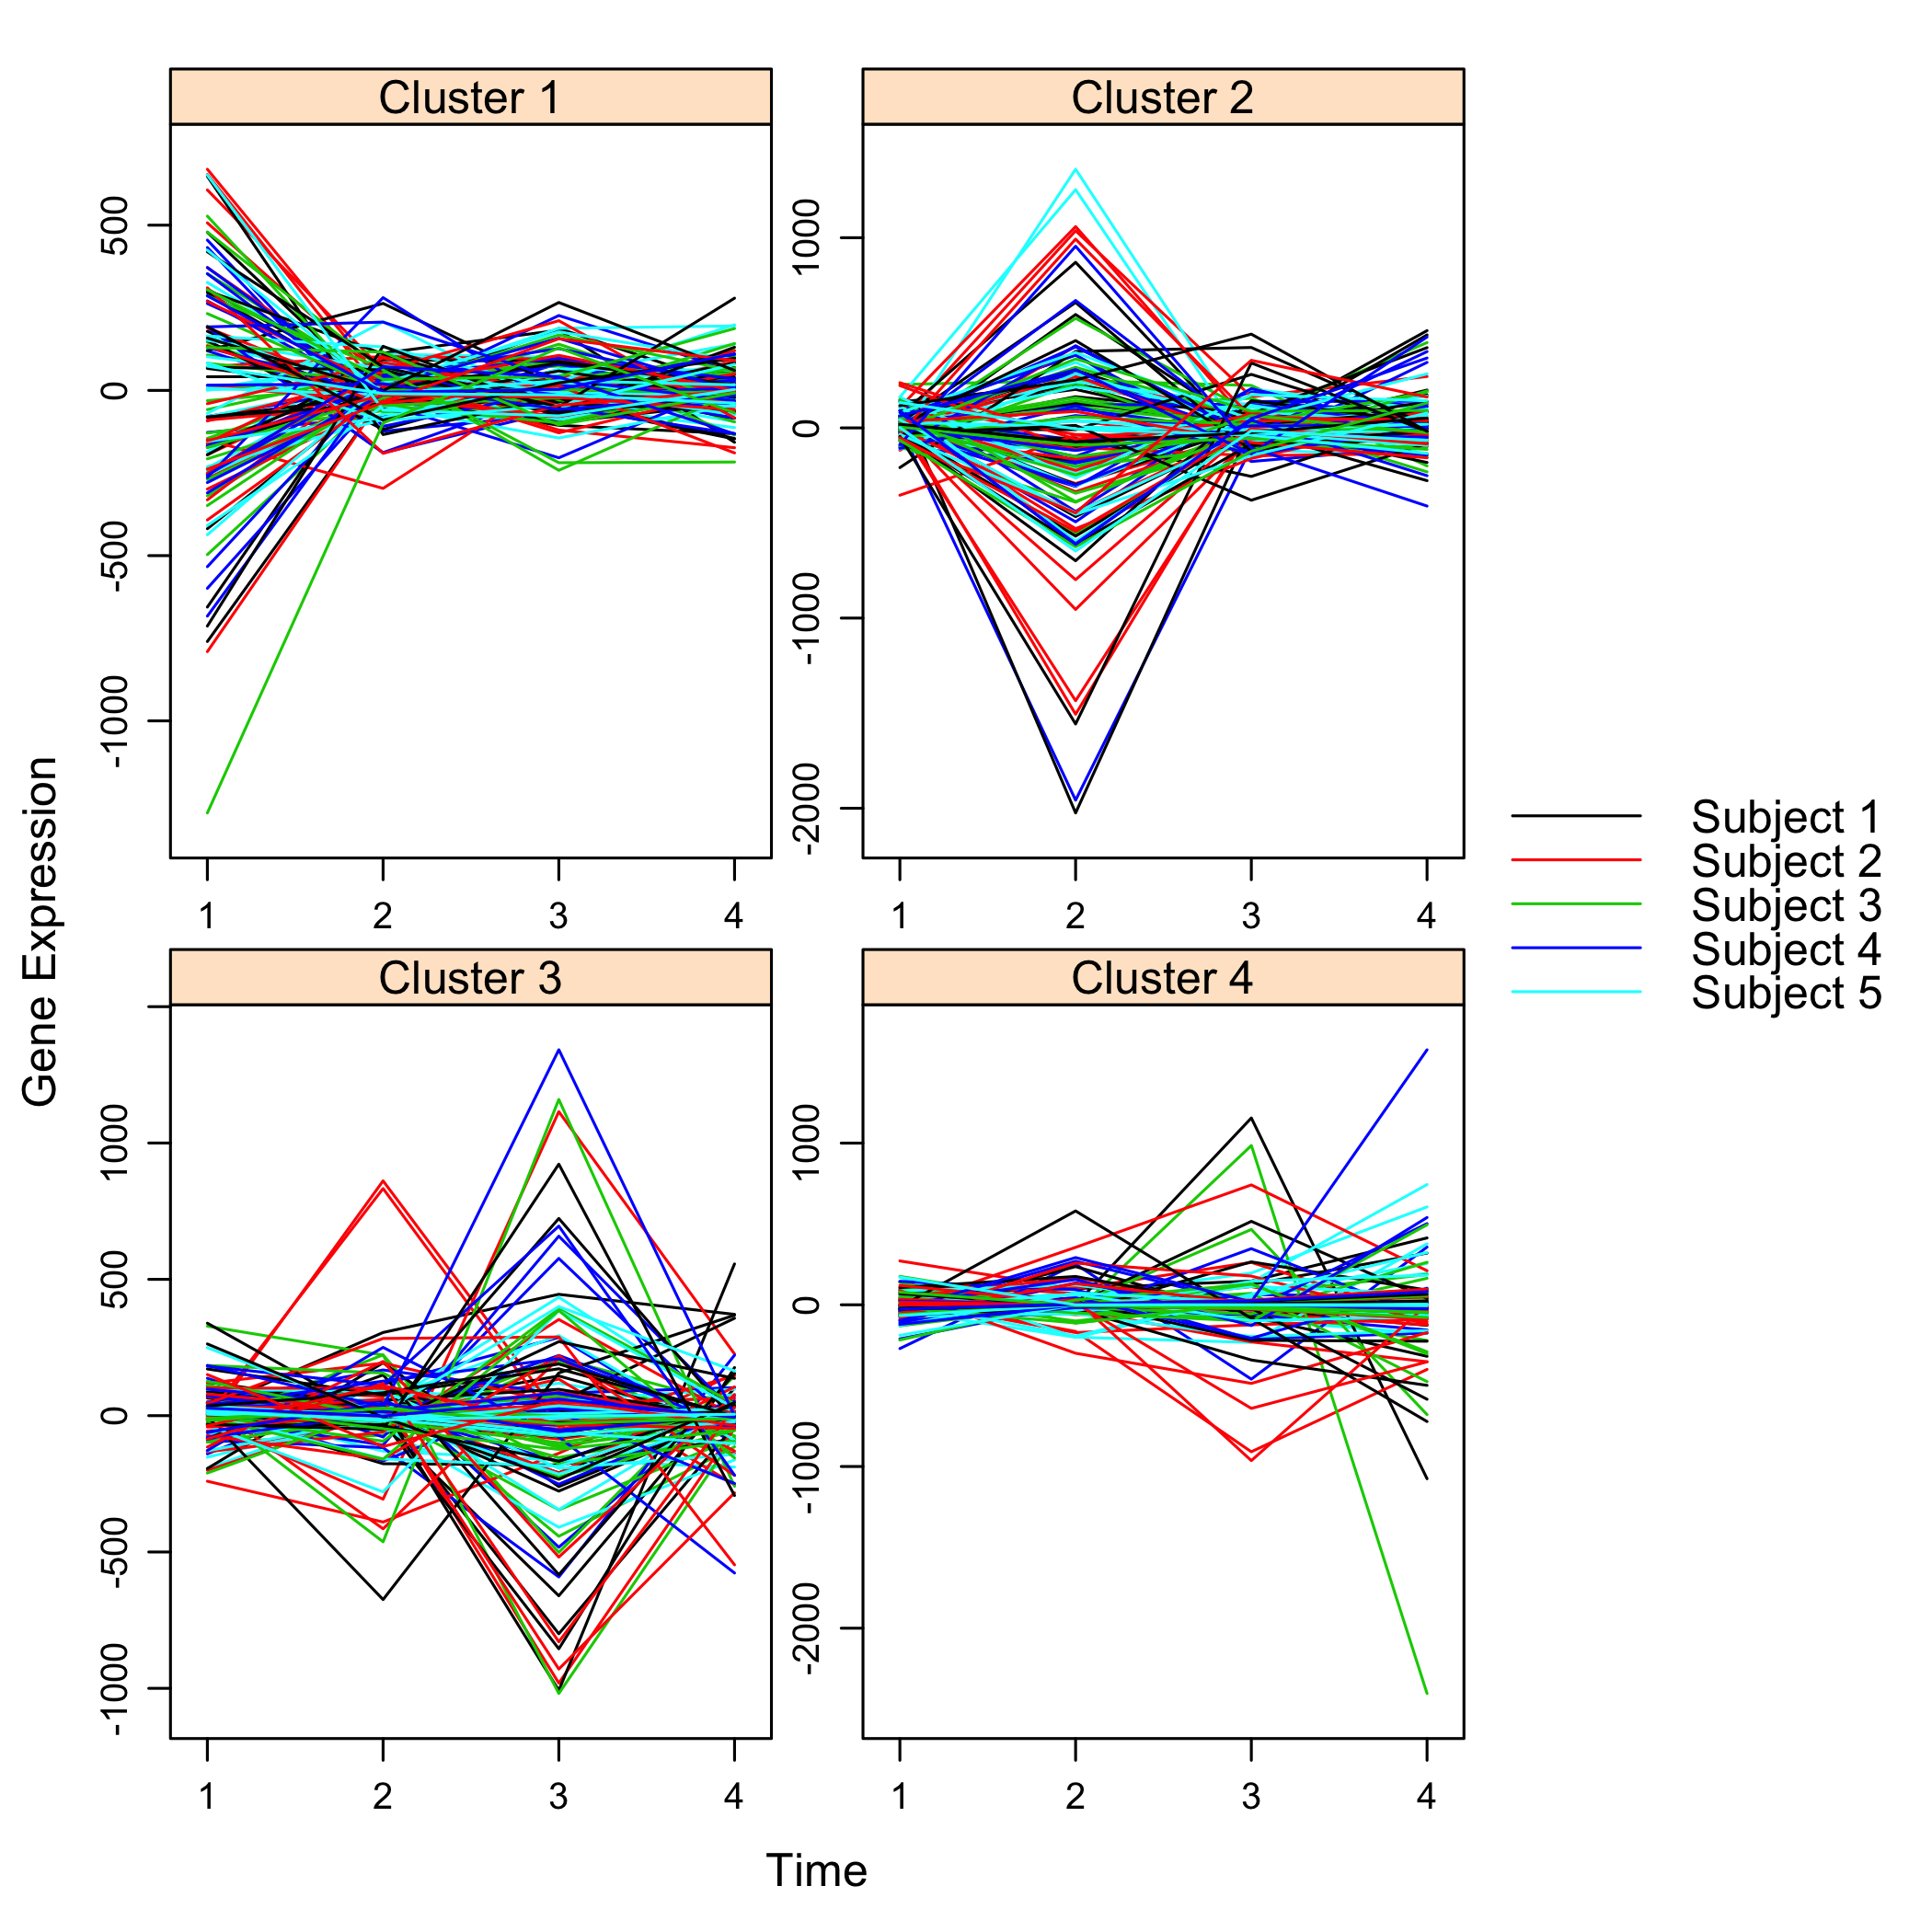 Cluster 1
Cluster 2
500
0
-500
-1000
1000
0
-1000
-2000
1 2 3 4
1 2 3 4
Gene Expression
Subject 1
Subject 2
Subject 3
Subject 4
Subject 5
Cluster 3
Cluster 4
1000
500
0
-500
-1000
1000
0
-1000
-2000
1 2 3 4
1 2 3 4
Time